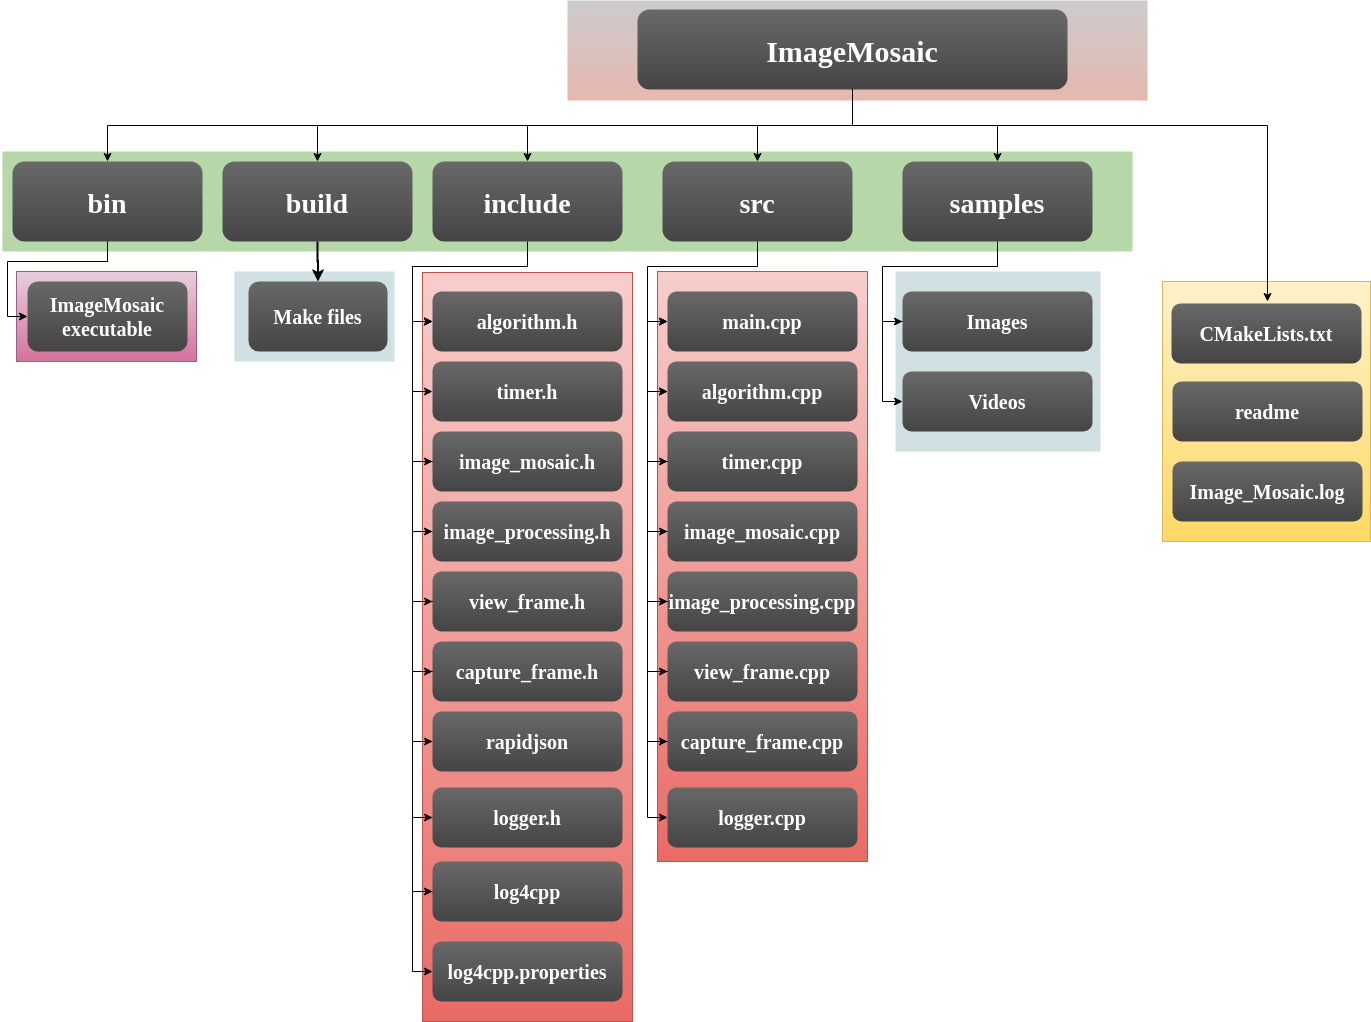 ImageMosaic
bin
build
include
src
samples
ImageMosaic
executable
Make files
algorithm.h
timer.h
image_mosaic.h
image_processing.h
view_frame.h
capture_frame.h
rapidjson
logger.h
log4cpp
log4cpp.properties
main.cpp
algorithm.cpp
timer.cpp
image_mosaic.cpp
image_processing.cpp
view_frame.cpp
capture_frame.cpp
logger.cpp
Images
Videos
CMakeLists.txt
readme
Image_Mosaic.log